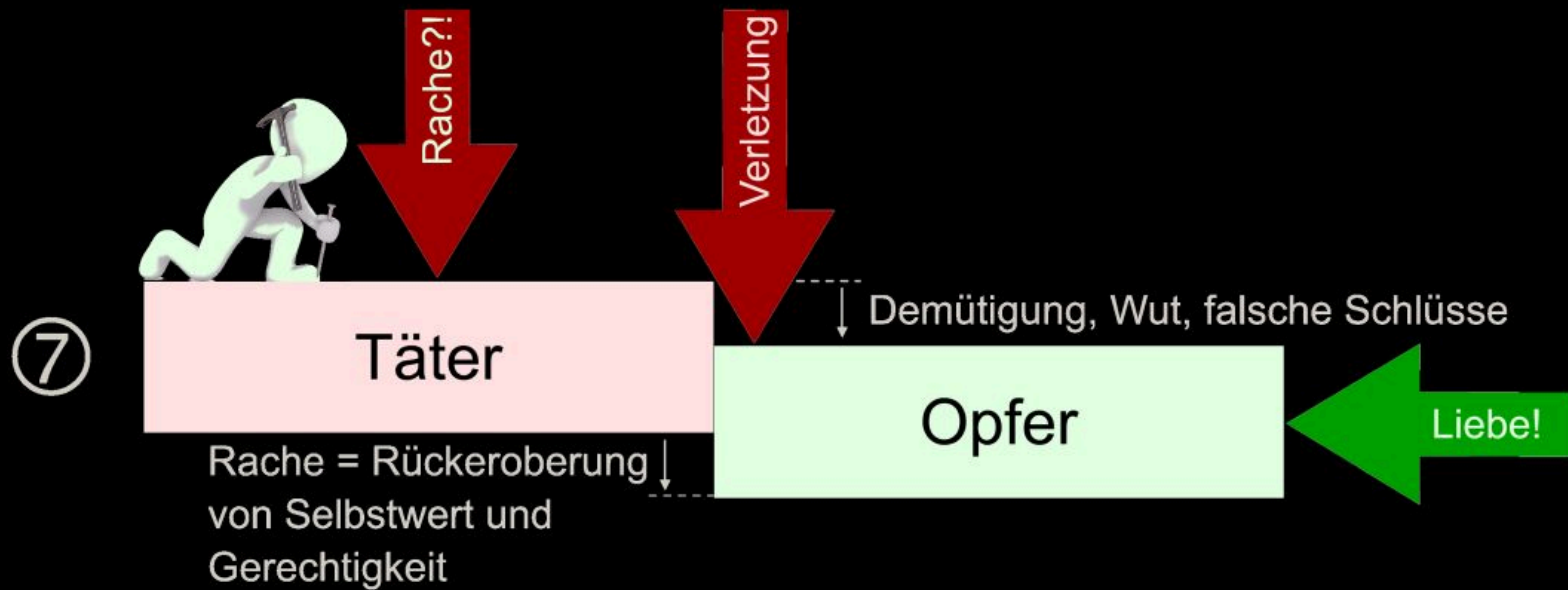 Rache?!
Verletzung
⑦
Täter
Demütigung, Wut, falsche Schlüsse
Opfer
Liebe!
Rache = Rückeroberung
von Selbstwert und
Gerechtigkeit